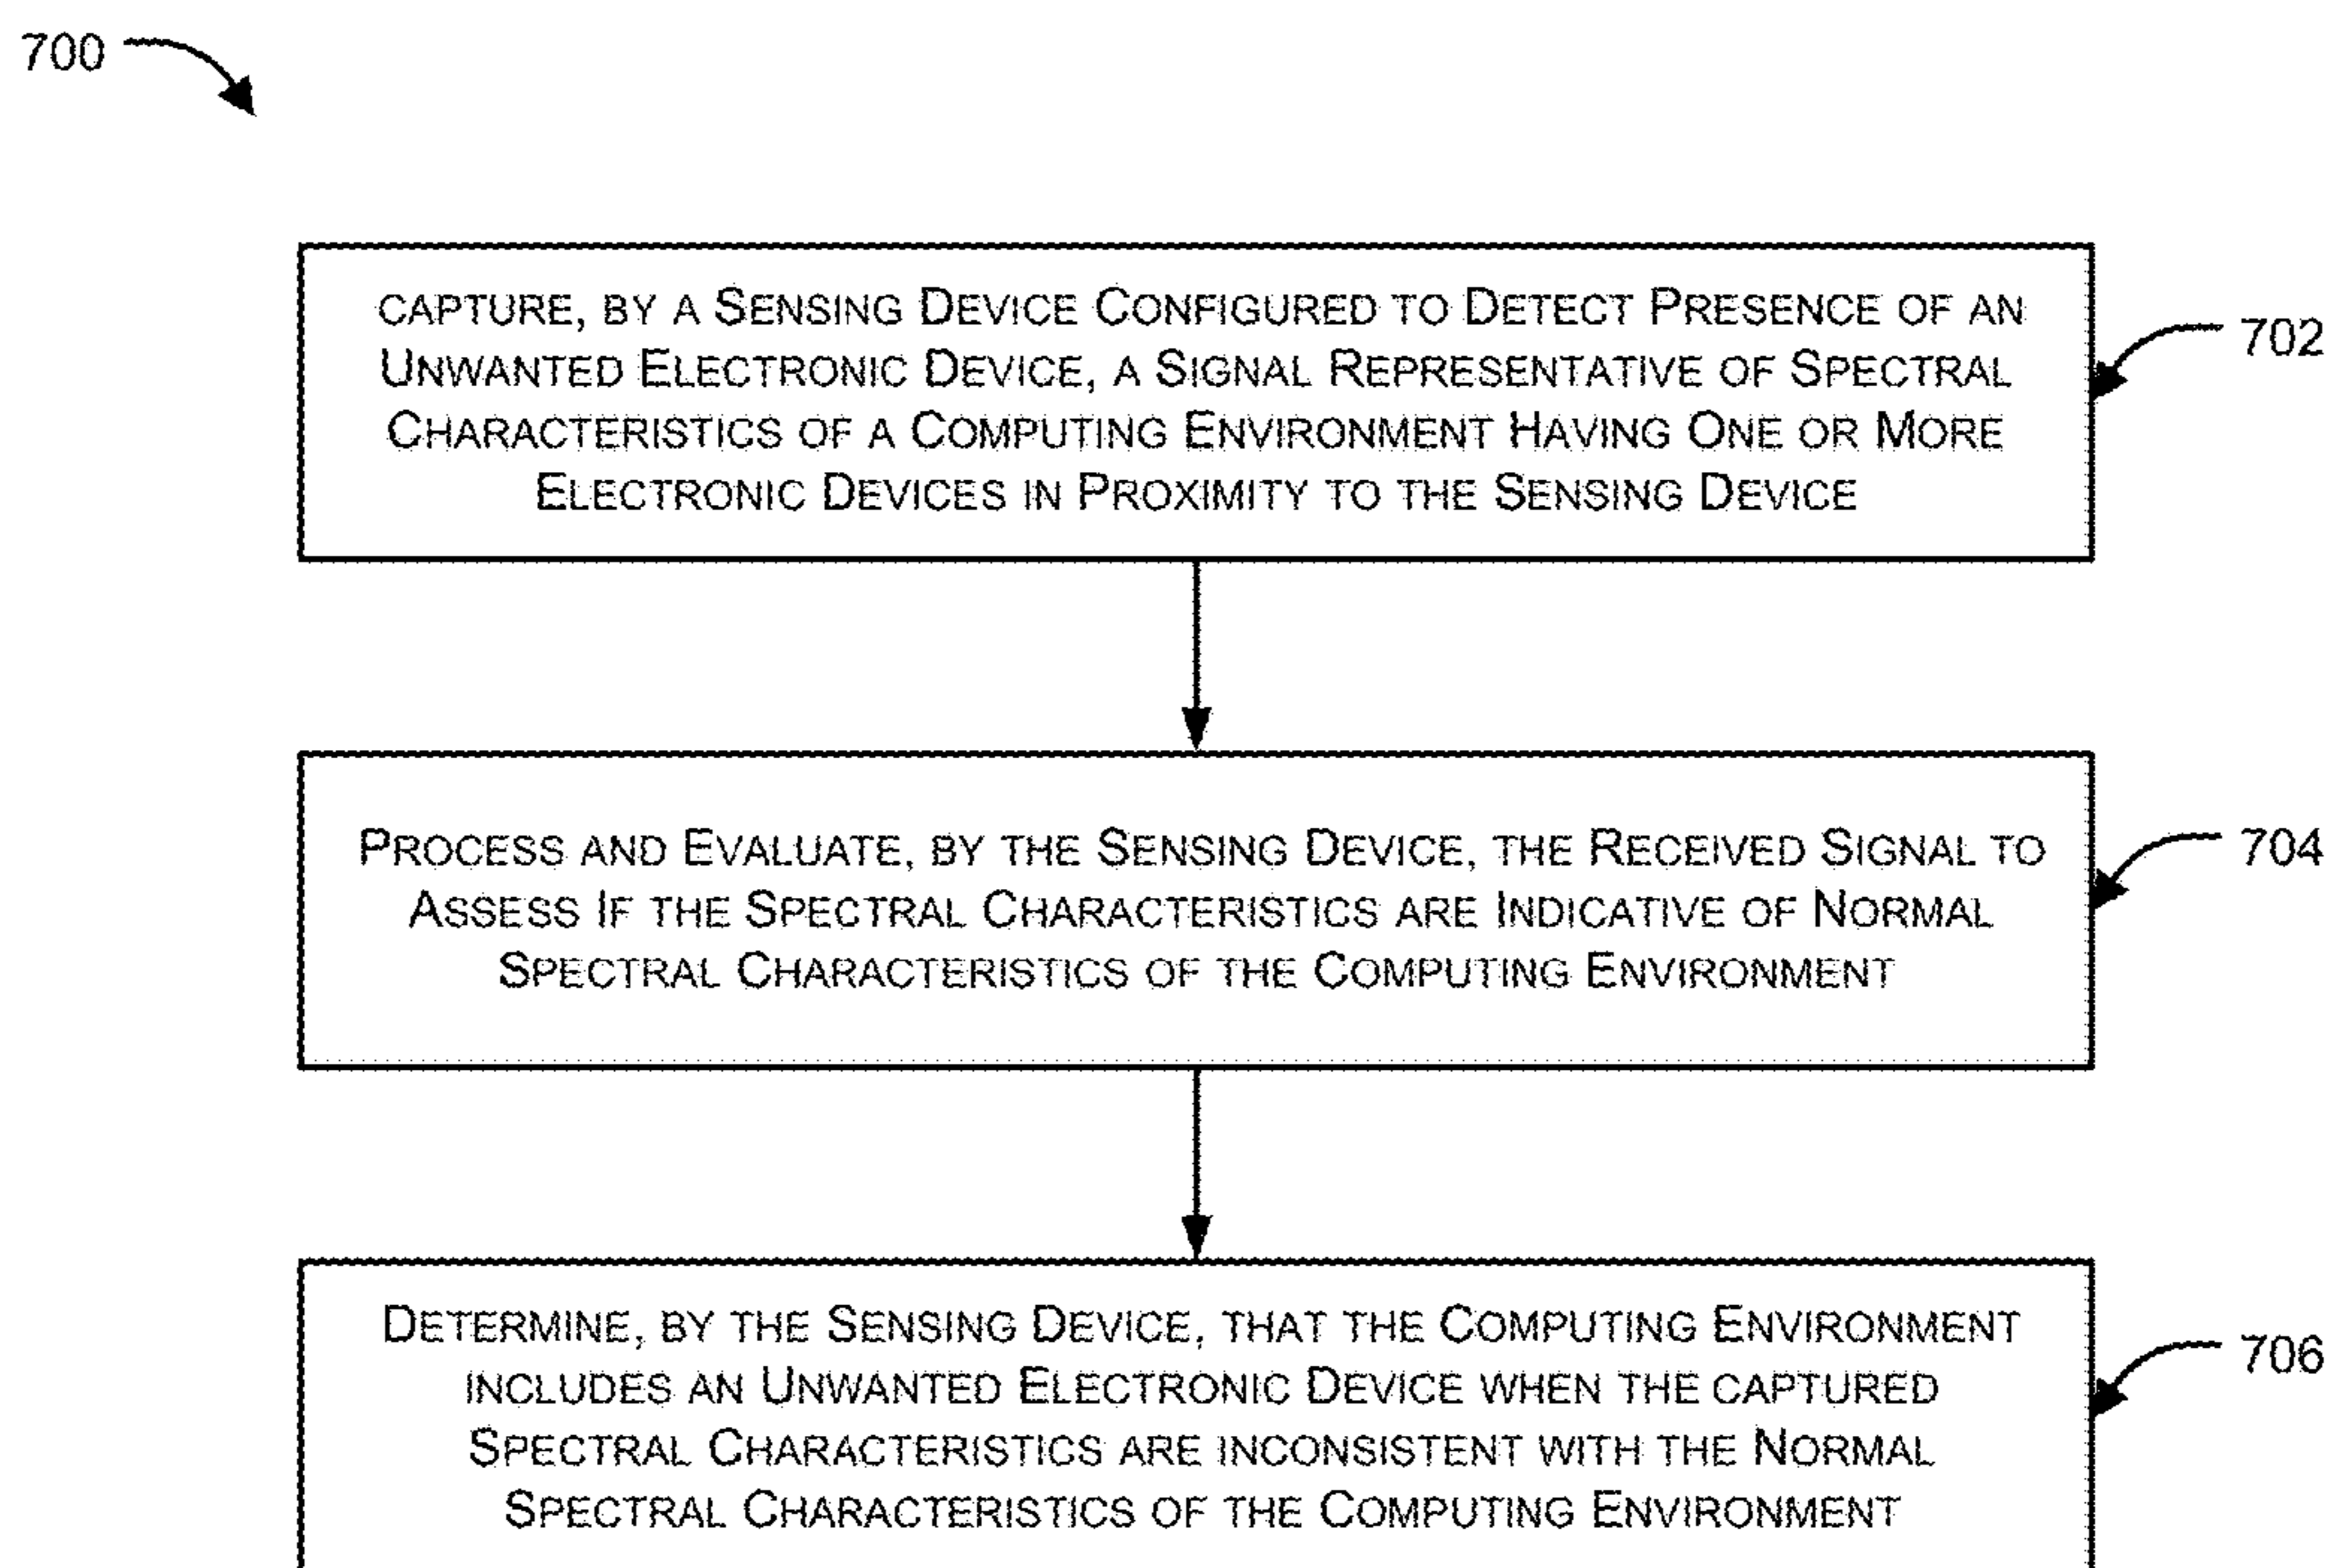 700
CAPTURE, BY A SENSING DEVICE CONFIGURED TO DETECT PRESENCE OF AN
UNWANTED ELECTRONIC DEVICE, A SIGNAL REPRESENTATIVE OF SPECTRAL
CHARACTERISTICS OF A COMPUTING ENVIRONMENT HAVING ONE OR MORE
ELECTRONIC DEVICES IN PROXIMITY TO THE SENSING DEVICE
702
PROCESS AND EVALUATE, BY THE SENSING DEVICE, THE RECEIVED SIGNAL TO
ASSESS IF THE SPECTRAL CHARACTERISTICS ARE INDICATIVE OF NORMAL
SPECTRAL CHARACTERISTICS OF THE COMPUTING ENVIRONMENT
704
DETERMINE, BY THE SENSING DEVICE, THAT THE COMPUTING ENVIRONMENT
INCLUDES AN UNWANTED ELECTRONIC DEVICE WHEN THE CAPTURED
SPECTRAL CHARACTERISTICS ARE INCONSISTENT WITH THE NORMAL
SPECTRAL CHARACTERISTICS OF THE COMPUTING ENVIRONMENT
706